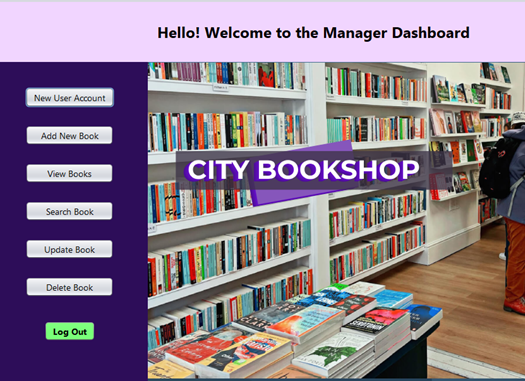 Hello! Welcome to the Manager Dashboard
New User Account
Add New Book
View Books
Search Book
Update Book
Delete Book
Log Out
CITY BOOKSHOP